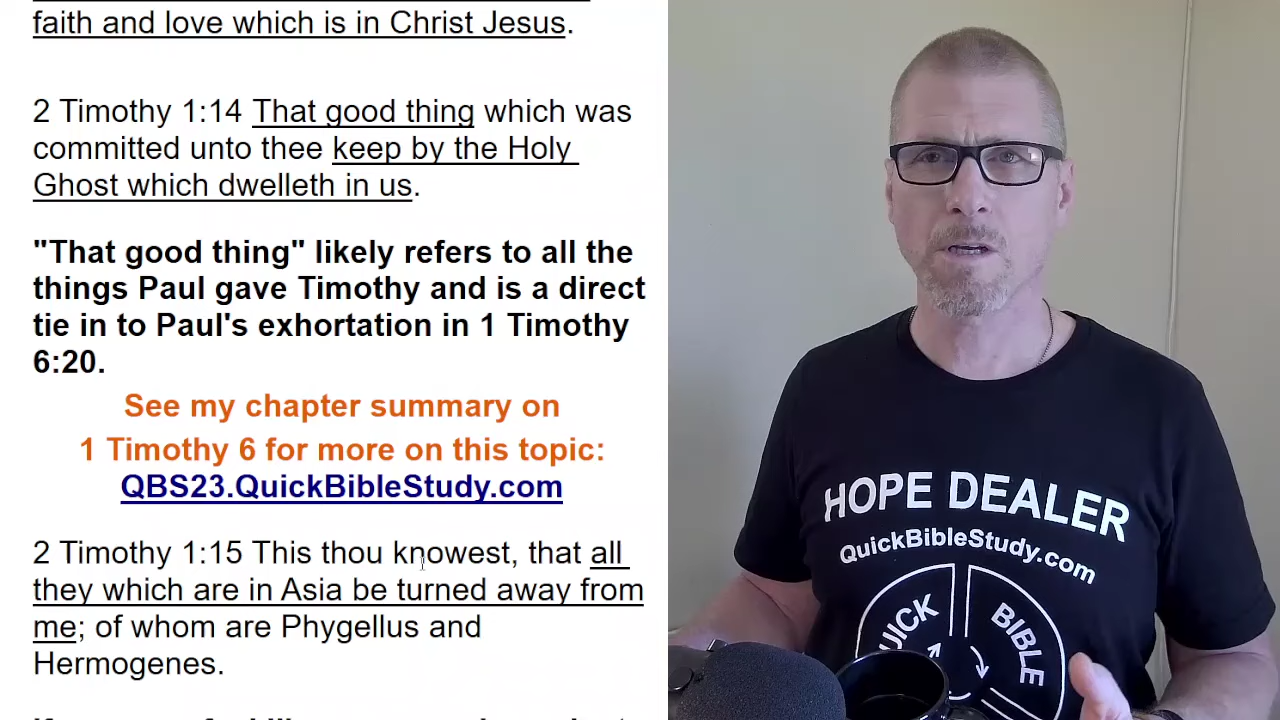 faith and love which is in Christ Jesus.
2 Timothy 1:14 That good thing which was
committed unto thee keep by the Holy
Ghost which dwelleth in us.
"That good thing" likely refers to all the
things Paul gave Timothy and is a direct
tie in to Paul's exhortation in 1 Timothy
6:20.
See my chapter summary on
1 Timothy 6 for more on this topic:
QBS23.QuickBibleStudy.com
2 Timothy 1:15 This thou knowest, that all
they which are in Asia be turned away from
me; of whom are Phygellus and
Hermogenes.
HOPE DEALER
QuickBibleStudy.com
QUICK
BIBLE